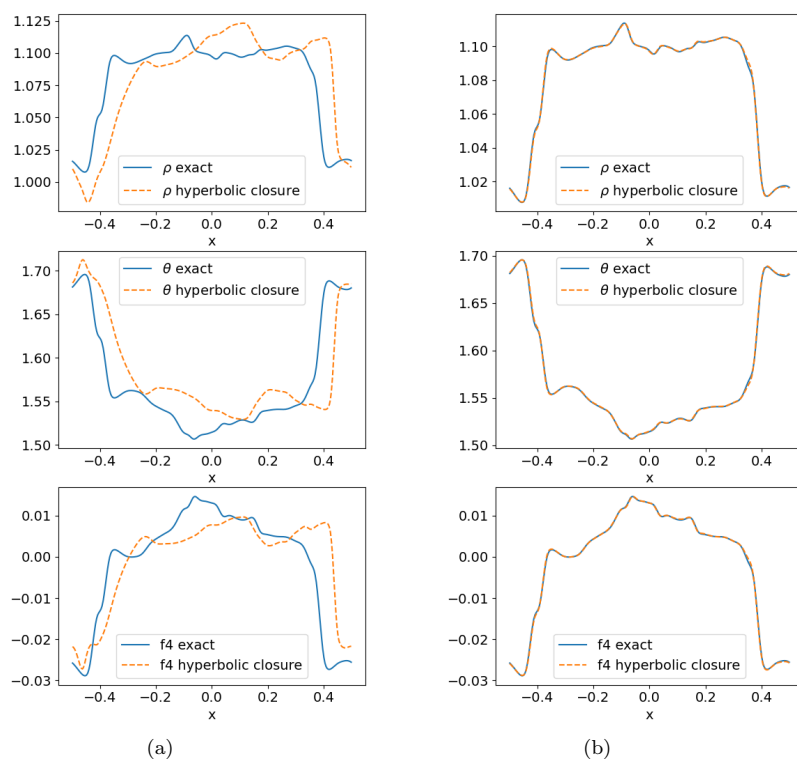 1.125
1.100
1.075
1.050
1.025
1.000
ρ exact
ρ hyperbolic closure
−0.4 −0.2 0.0 0.2 0.4
x
1.70
1.65
1.60
1.55
1.50
θ exact
θ hyperbolic closure
−0.4 −0.2 0.0 0.2 0.4
x
0.01
0.00
−0.01
−0.02
−0.03
f4 exact
f4 hyperbolic closure
−0.4 −0.2 0.0 0.2 0.4
x
(a)
1.10
1.08
1.06
1.04
1.02
ρ exact
ρ hyperbolic closure
−0.4 −0.2 0.0 0.2 0.4
x
1.70
1.65
1.60
1.55
1.50
θ exact
θ hyperbolic closure
−0.4 −0.2 0.0 0.2 0.4
x
0.01
0.00
−0.01
−0.02
−0.03
f4 exact
f4 hyperbolic closure
−0.4 −0.2 0.0 0.2 0.4
x
(b)